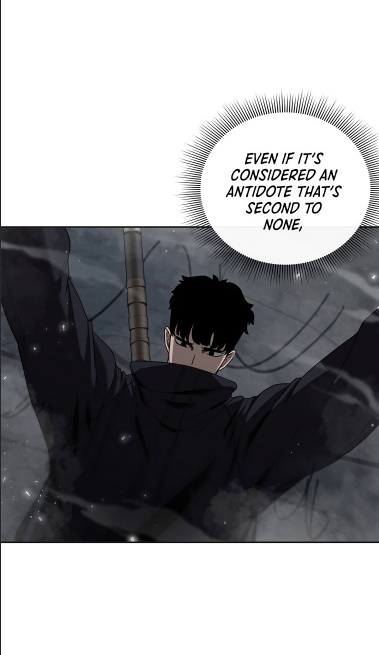 EVEN IF IT'S
CONSIDERED AN
ANTIDOTE THAT'S
SECOND TO
NONE,